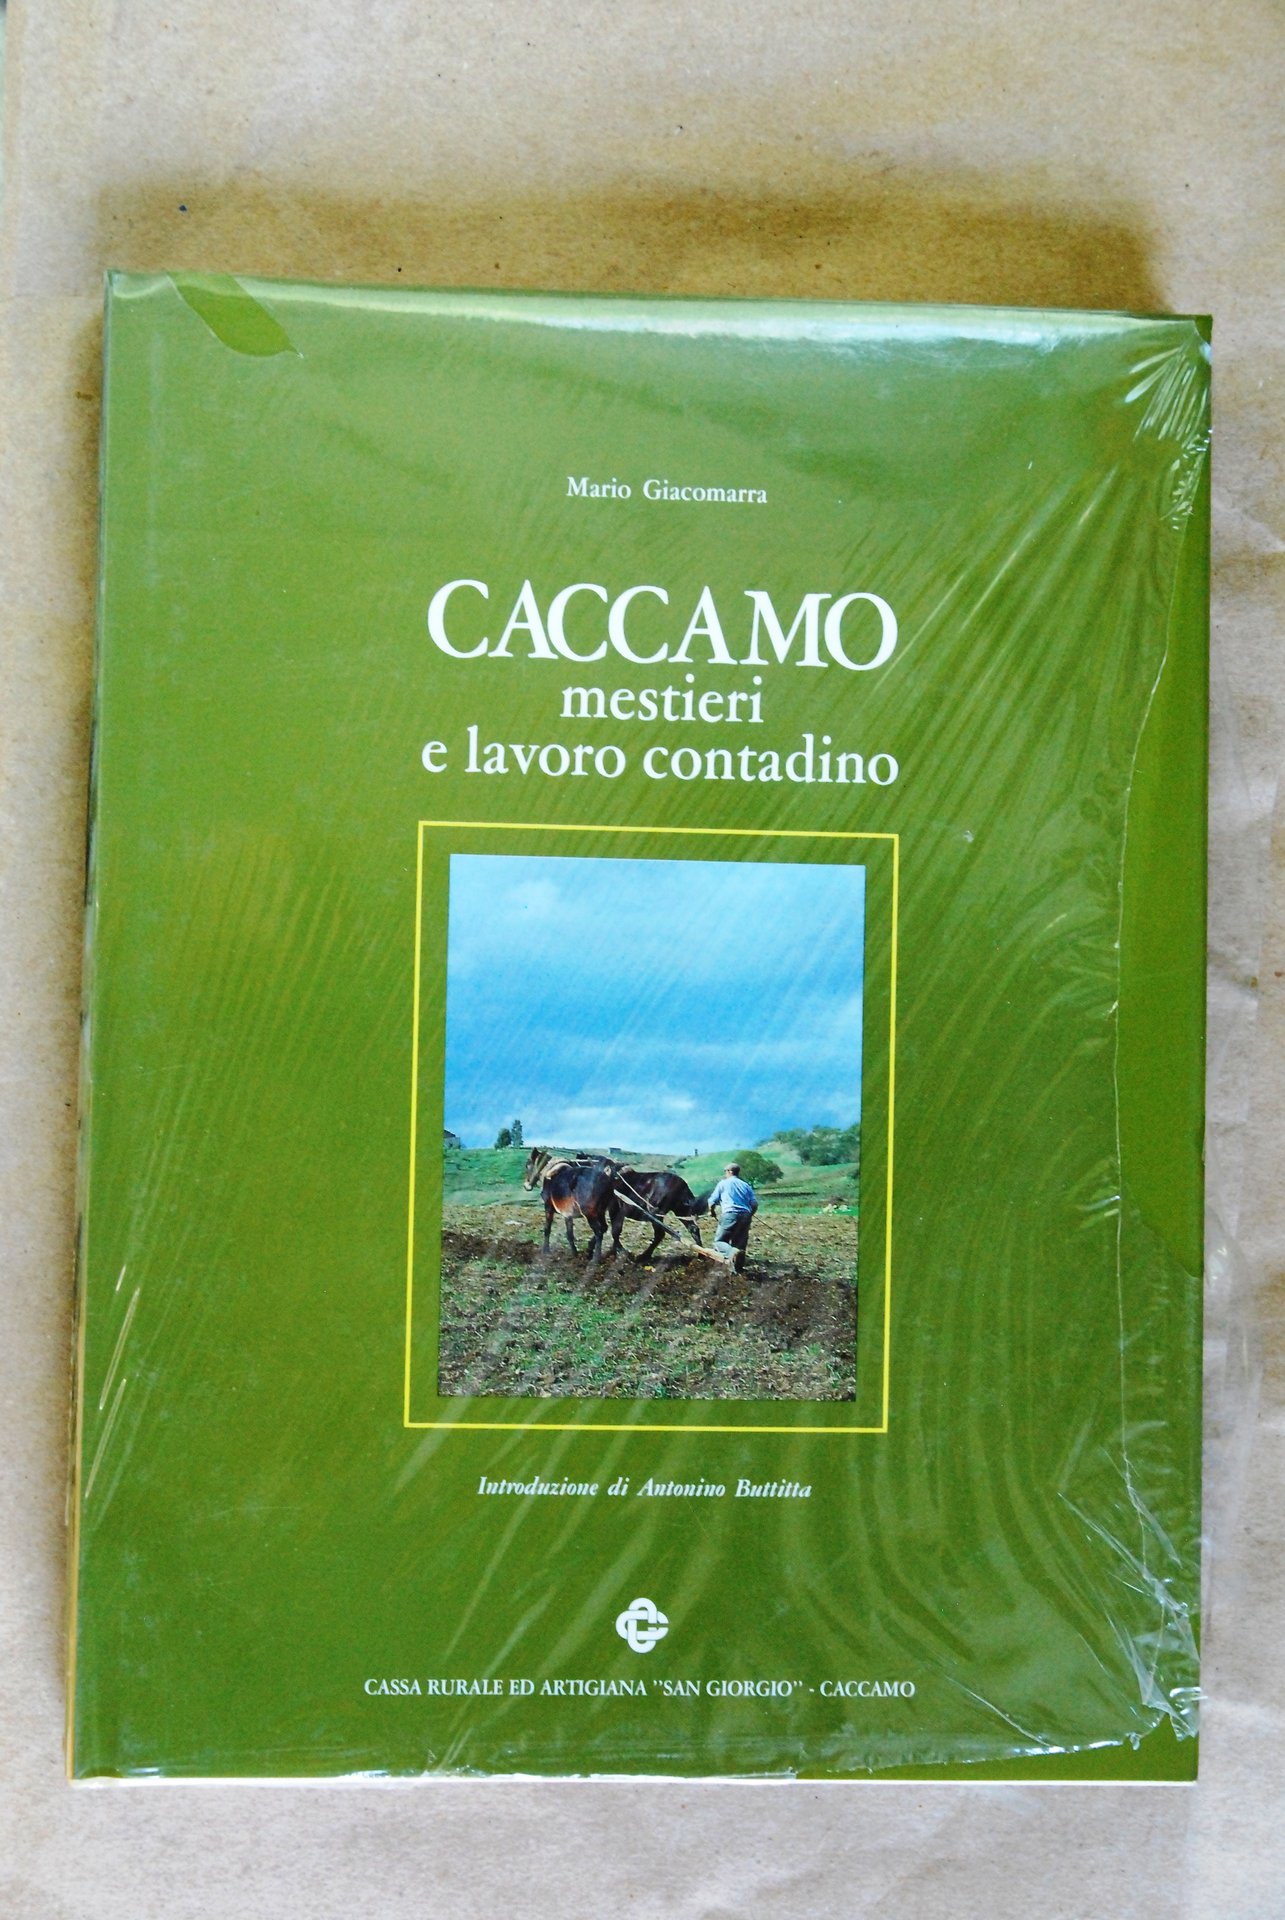 Mario Giacomarra
CACCAMO
mestieri
e lavoro contadino
Introduzione di Antonino Buttitta
CASSA RURALE ED ARTIGIANA "SAN GIORGIO" - CACCAMO